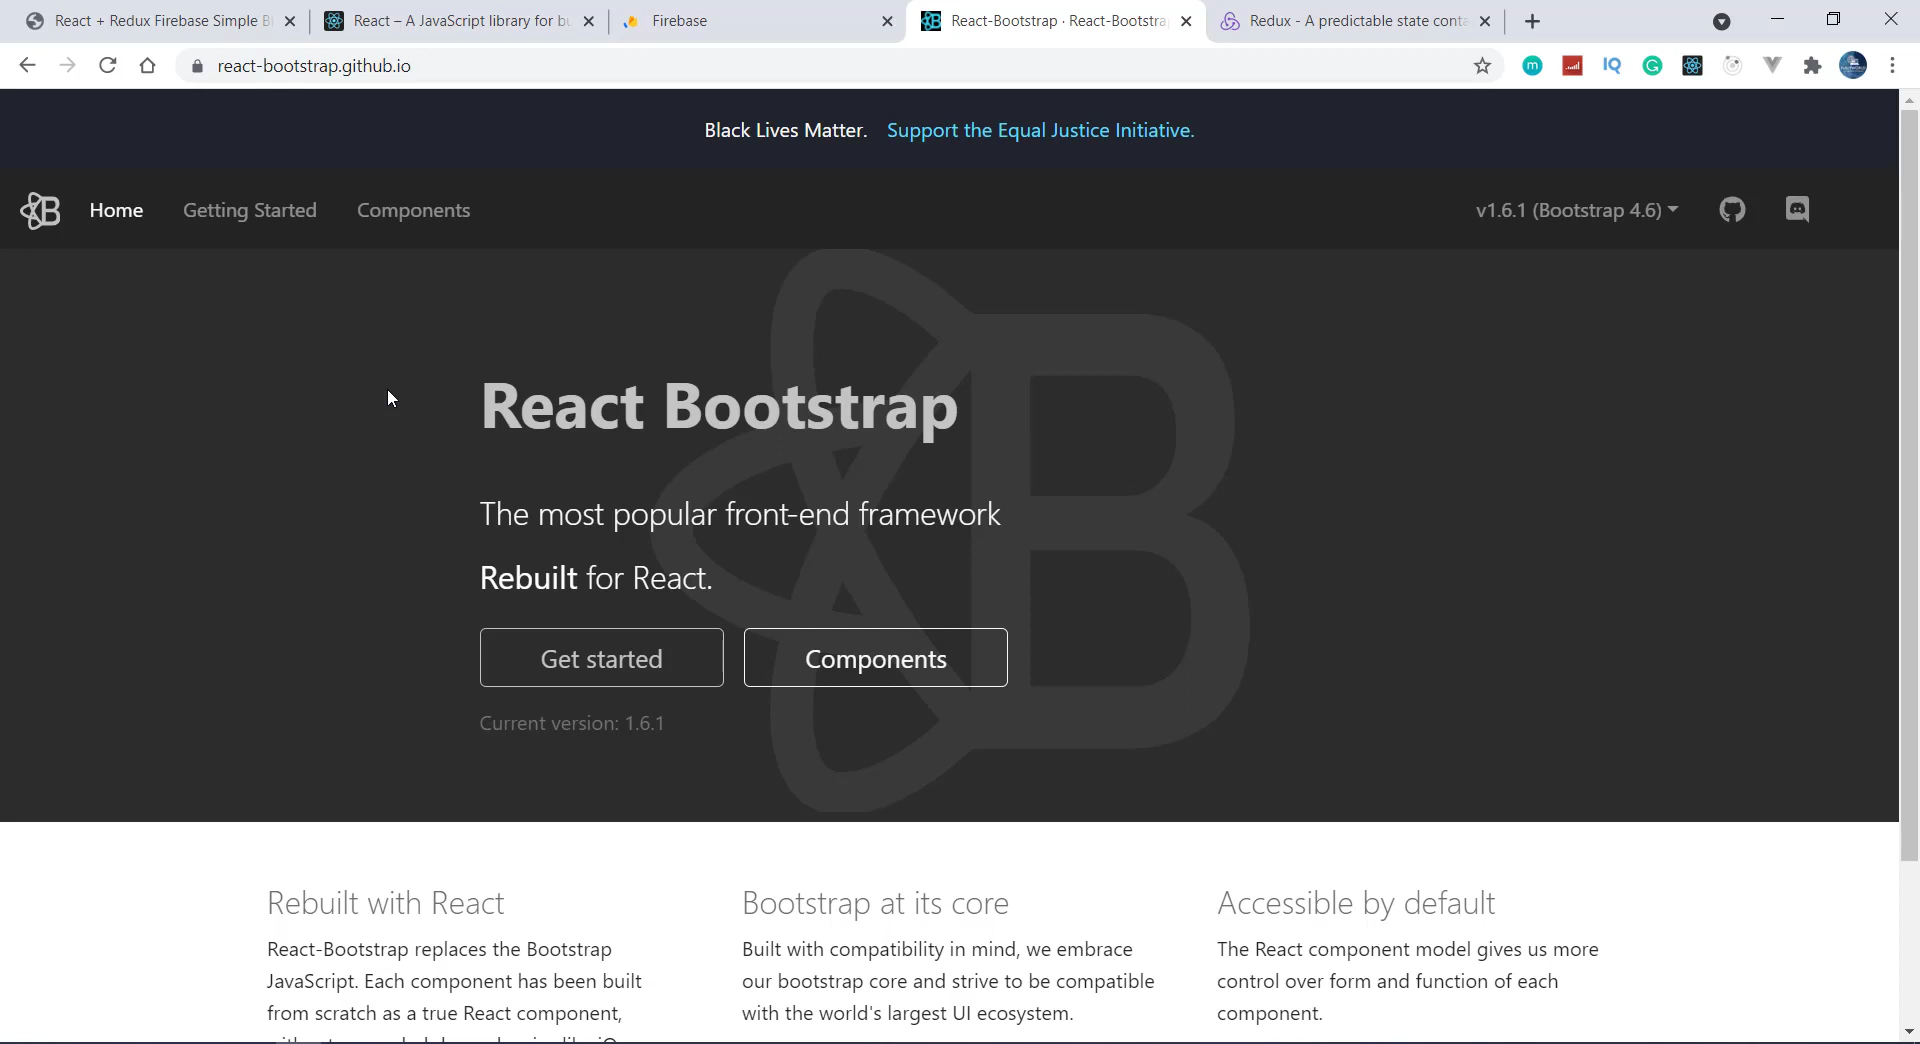 React + Redux Firebase Simple B
React – A JavaScript library for bu
Firebase
React-Bootstrap · React-Bootstra
Redux - A predictable state conta
react-bootstrap.github.io
Black Lives Matter. Support the Equal Justice Initiative.
Home
Getting Started
Components
v1.6.1 (Bootstrap 4.6)
React Bootstrap
The most popular front-end framework
Rebuilt for React.
Get started
Components
Current version: 1.6.1
Rebuilt with React
React-Bootstrap replaces the Bootstrap
JavaScript. Each component has been built
from scratch as a true React component,
Bootstrap at its core
Built with compatibility in mind, we embrace
our bootstrap core and strive to be compatible
with the world's largest UI ecosystem.
Accessible by default
The React component model gives us more
control over form and function of each
component.